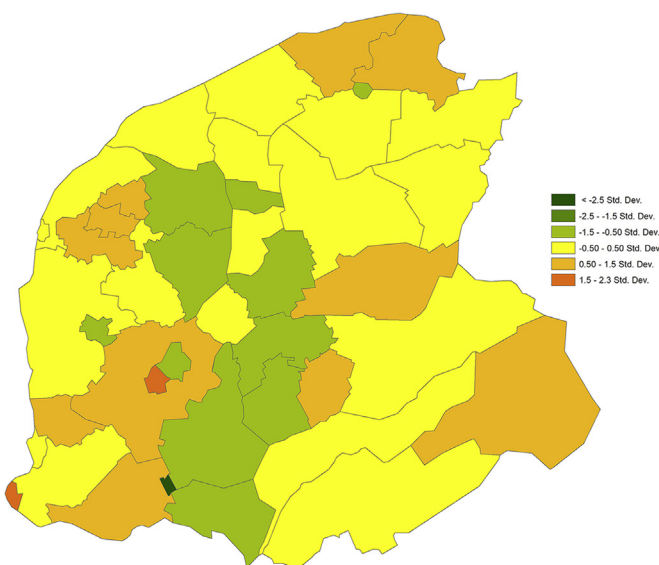 < -2.5 Std. Dev.
-2.5 - -1.5 Std. Dev.
-1.5 - -0.50 Std. Dev.
-0.50 - 0.50 Std. Dev.
0.50 - 1.5 Std. Dev.
1.5 - 2.3 Std. Dev.